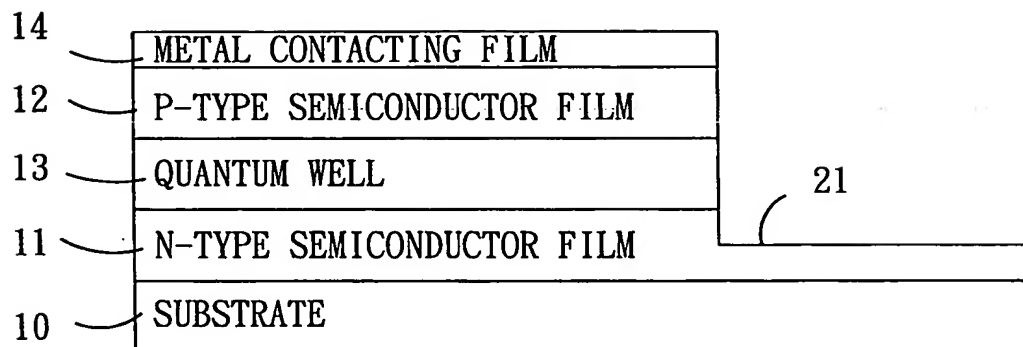 14 METAL CONTACTING FILM
12 P-TYPE SEMICONDUCTOR FILM
13 QUANTUM WELL
21
11 N-TYPE SEMICONDUCTOR FILM
10 SUBSTRATE